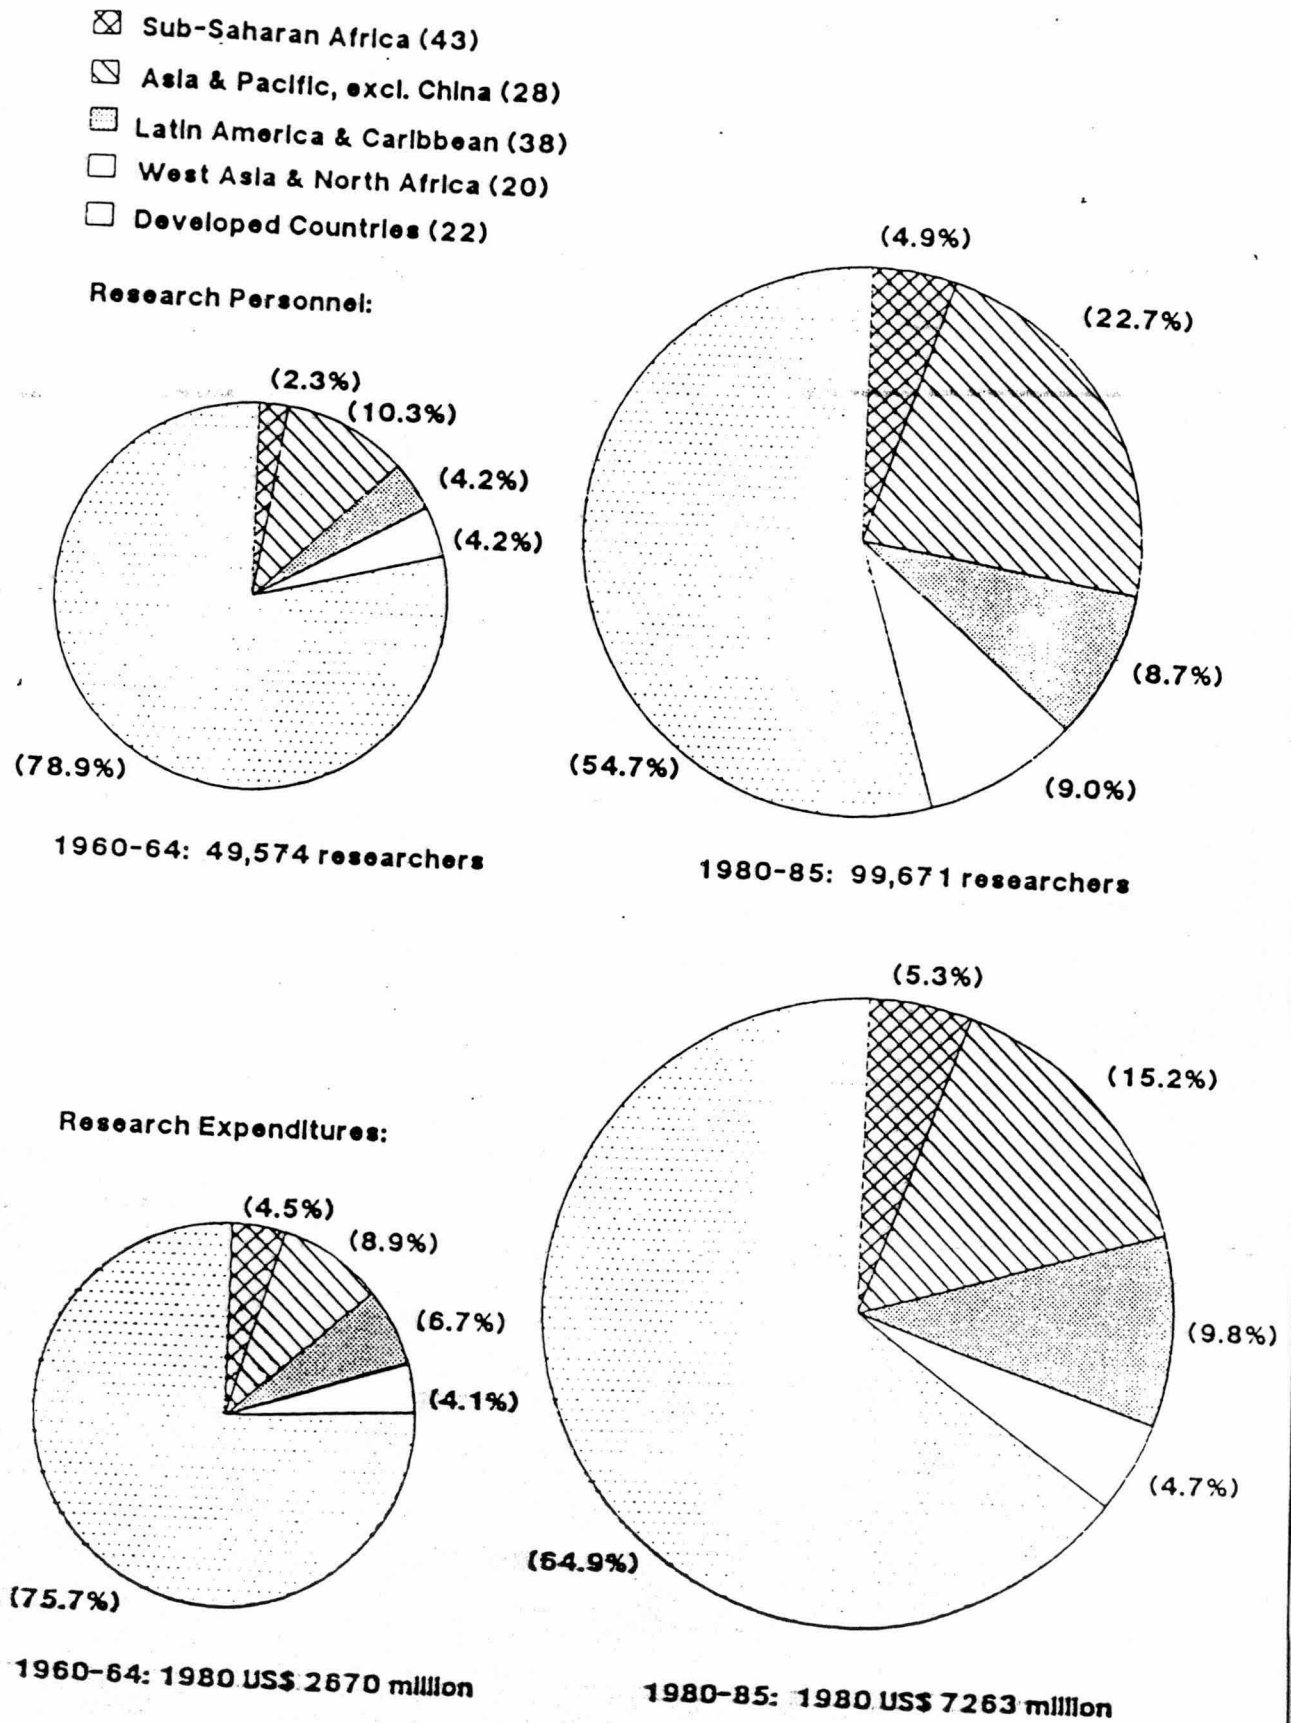 Sub-Saharan Africa (43)
Asia & Pacific, excl. China (28)
Latin America & Caribbean (38)
West Asia & North Africa (20)
Developed Countries (22)
Research Personnel:
(2.3%)
(10.3%)
(4.2%)
(4.2%)
(78.9%)
1960-64: 49,574 researchers
(4.9%)
(22.7%)
(8.7%)
(9.0%)
(54.7%)
1980-85: 99,671 researchers
Research Expenditures:
(4.5%)
(8.9%)
(6.7%)
(4.1%)
(75.7%)
1960-64: 1980 US$ 2670 million
(5.3%)
(15.2%)
(9.8%)
(4.7%)
(64.9%)
1980-85: 1980 US$ 7263 million